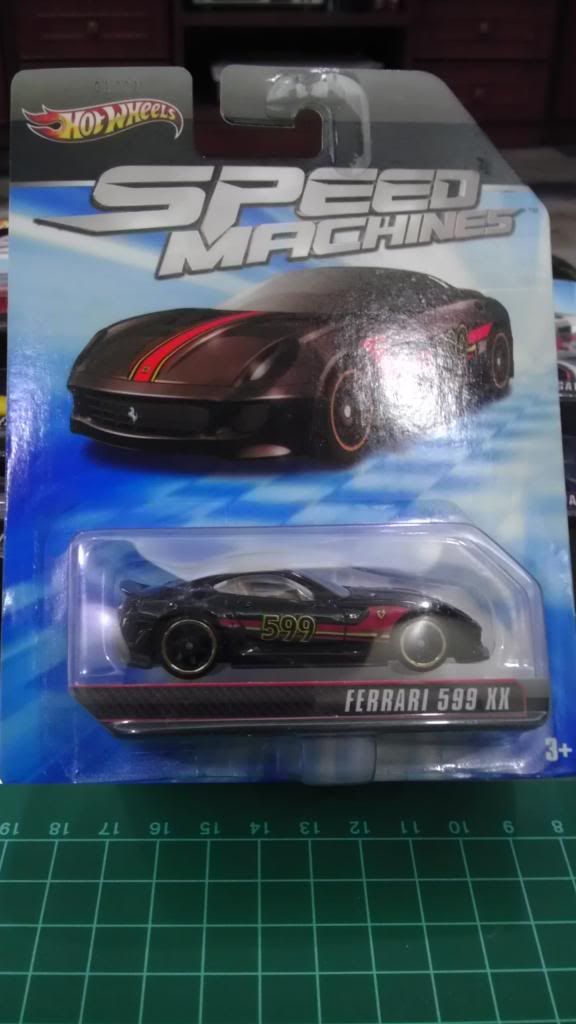 HOT WHEELS
SPEED
MACHINES™
599
FERRARI 599 XX
3+
19 18 17 16 15 14 13 12 11 10 9 8